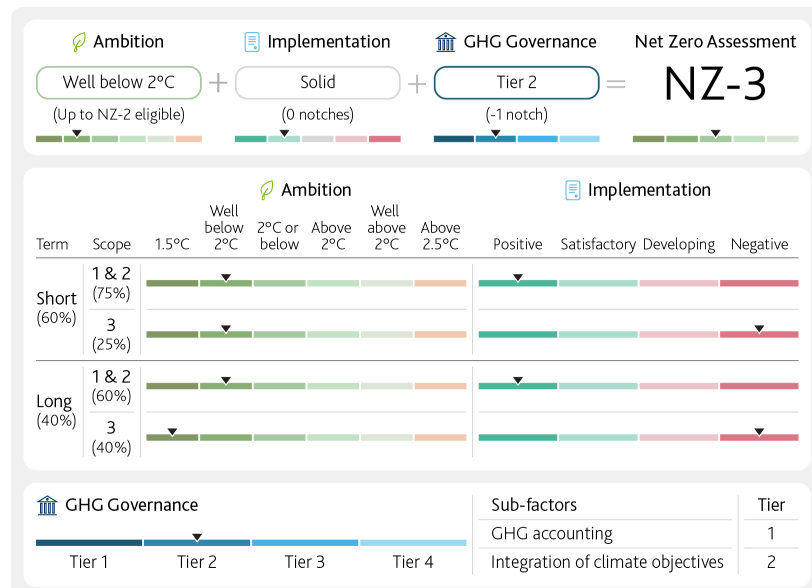 Ambition
Implementation
GHG Governance
Net Zero Assessment
Well below 2°C
+
Solid
+
Tier 2
=
NZ-3
(Up to NZ-2 eligible)
(0 notches)
(-1 notch)
Ambition
Implementation
Term
Scope
1.5°C
Well
below
2°C
2°C or
below
Above
2°C
Well
above
2°C
Above
2.5°C
Positive
Satisfactory
Developing
Negative
Short
(60%)
1 & 2
(75%)
3
(25%)
Long
(40%)
1 & 2
(60%)
3
(40%)
GHG Governance
Tier 1
Tier 2
Tier 3
Tier 4
Sub-factors
Tier
GHG accounting
1
Integration of climate objectives
2